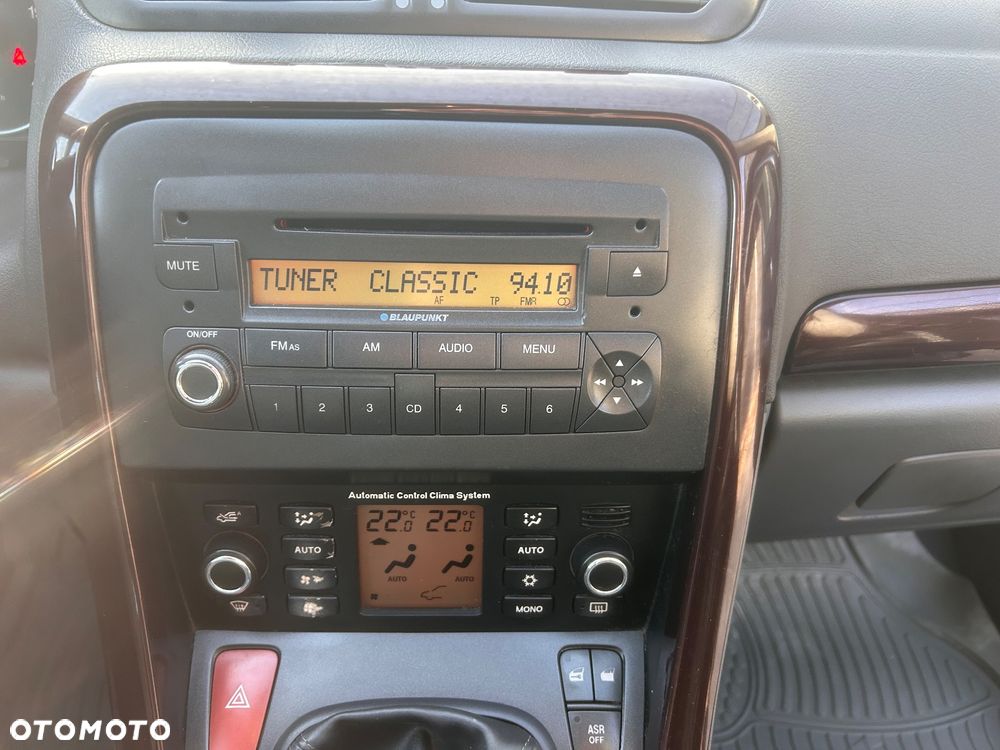 MUTE
TUNER CLASSIC 94.10
AF TP FMR
BLAUPUNKT
ON/OFF
FM AS AM AUDIO MENU
1 2 3 CD 4 5 6
Automatic Control Clima System
22.0 °C 22.0 °C
AUTO AUTO
AUTO AUTO
MONO
ASR
OFF
OTOMOTO